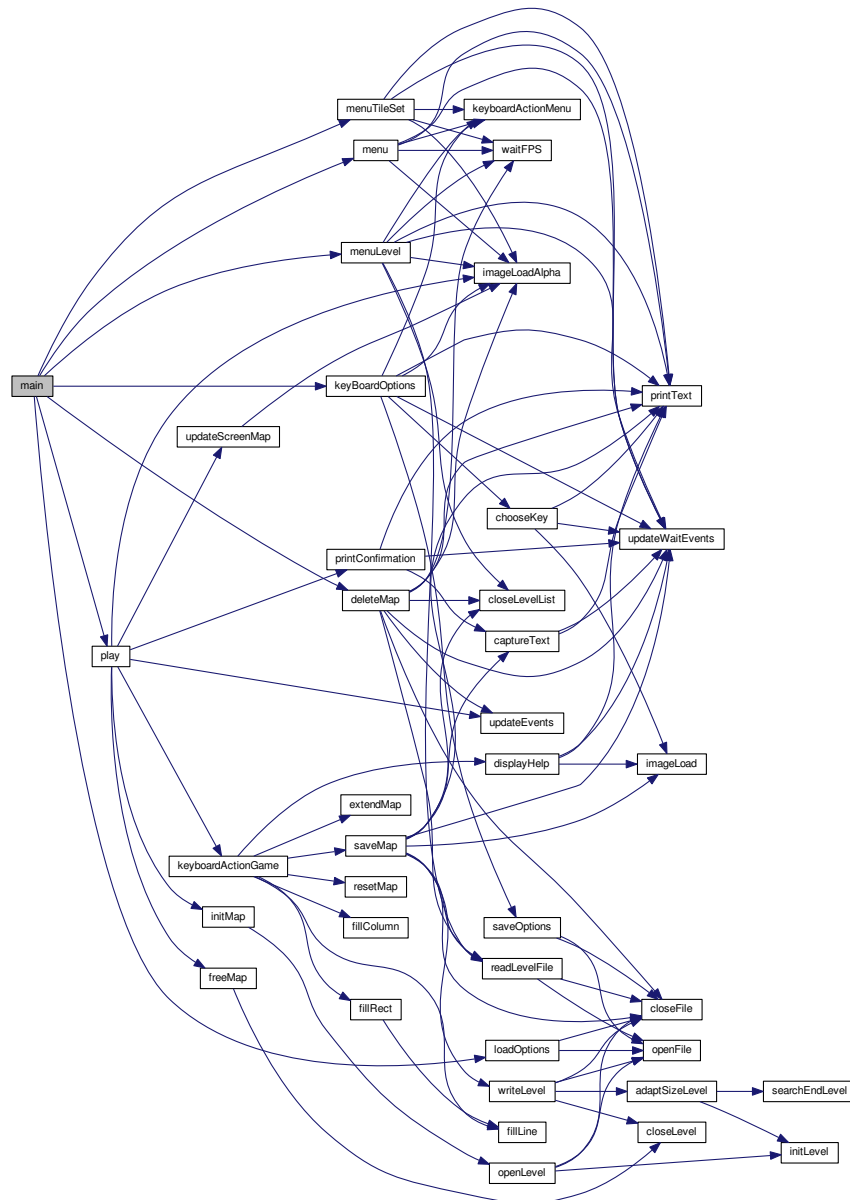 menuTileSet
keyboardActionMenu
menu
waitFPS
menuLevel
imageLoadAlpha
main
keyBoardOptions
printText
updateScreenMap
chooseKey
updateWaitEvents
printConfirmation
deleteMap
closeLevelList
captureText
play
updateEvents
displayHelp
imageLoad
extendMap
saveMap
keyboardActionGame
resetMap
initMap
fillColumn
saveOptions
readLevelFile
freeMap
fillRect
closeFile
loadOptions
openFile
writeLevel
adaptSizeLevel
searchEndLevel
fillLine
closeLevel
initLevel
openLevel